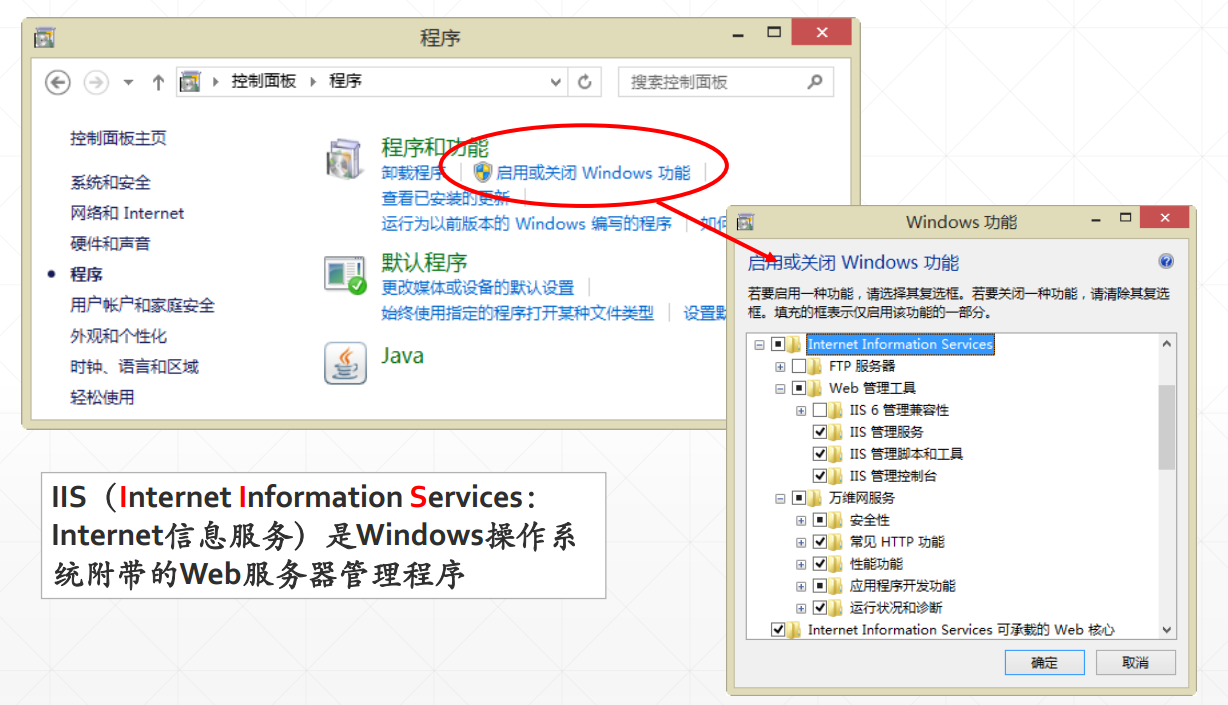 程序
控制面板 程序
搜索控制面板
控制面板主页
系统和安全
网络和 Internet
硬件和声音
程序
用户帐户和家庭安全
外观和个性化
时钟、语言和区域
轻松使用
程序和功能
卸载程序 启用或关闭 Windows 功能
查看已安装的更新
运行为以前版本的 Windows 编写的程序 如何
默认程序
更改媒体或设备的默认设置
始终使用指定的程序打开某种文件类型 设置默
Java
Windows 功能
启用或关闭 Windows 功能
若要启用一种功能，请选择其复选框。若要关闭一种功能，请清除其复选
框。填充的框表示仅启用该功能的一部分。
Internet Information Services
FTP 服务器
Web 管理工具
IIS 6 管理兼容性
IIS 管理服务
IIS 管理脚本和工具
IIS 管理控制台
万维网服务
安全性
常见 HTTP 功能
性能功能
应用程序开发功能
运行状况和诊断
Internet Information Services 可承载的 Web 核心
确定 取消
IIS（Internet Information Services：
Internet信息服务）是Windows操作系
统附带的Web服务器管理程序